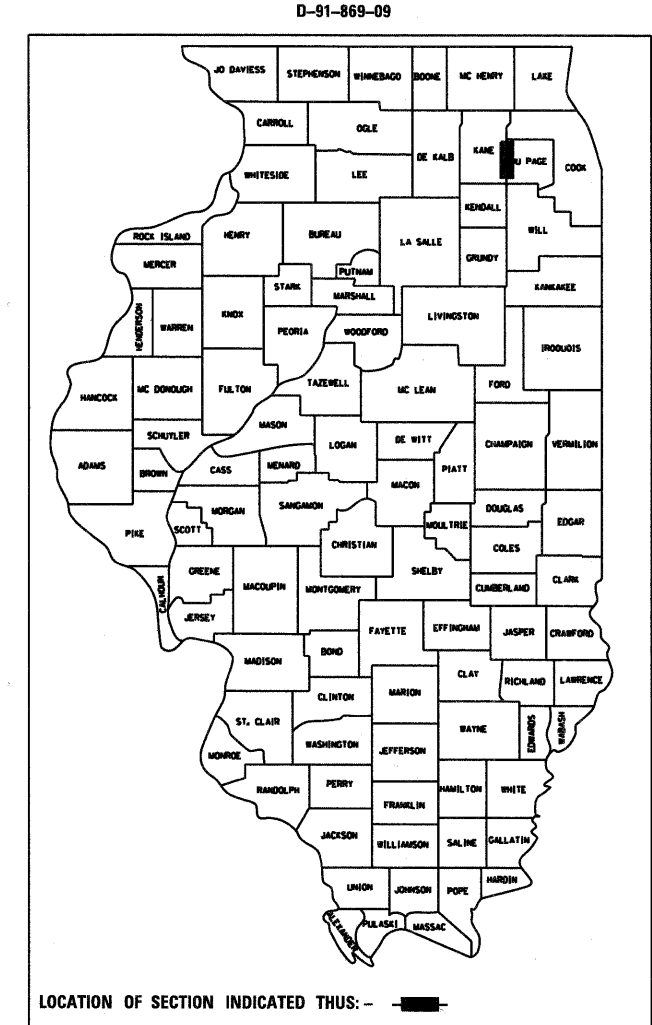 D-91-869-09
JO DAVIESS
STEPHENSON
WINNEBAGO
BOONE
MC HENRY
LAKE
CARROLL
OGLE
DE KALB
KANE
U PAGE
COOK
WHITESIDE
LEE
KENDALL
WILL
ROCK ISLAND
HENRY
BUREAU
LA SALLE
GRUNDY
MERCER
PUTNAM
STARK
MARSHALL
KANKAKEE
HENDERSON
WARREN
KNOX
PEORIA
WOODFORD
LIVINGSTON
IROQUOIS
HANCOCK
MC DONOUGH
FULTON
TAZEWELL
MC LEAN
FORD
SCHUYLER
MASON
LOGAN
DE WITT
CHAMPAIGN
VERMILION
ADAMS
BROWN
CASS
MENARD
MACON
PIATT
PIKE
SCOTT
MORGAN
SANGAMON
CHRISTIAN
MOULTRIE
DOUGLAS
EDGAR
COLES
CALHOUN
GREENE
MACOUPIN
MONTGOMERY
SHELBY
CUMBERLAND
CLARK
JERSEY
FAYETTE
EFFINGHAM
JASPER
CRAWFORD
MADISON
BOND
CLAY
RICHLAND
LAWRENCE
CLINTON
MARION
ST. CLAIR
WAYNE
EDWARDS
WABASH
MONROE
WASHINGTON
JEFFERSON
RANDOLPH
PERRY
HAMILTON
WHITE
FRANKLIN
JACKSON
WILLIAMSON
SALINE
GALLATIN
UNION
JOHNSON
POPE
HARDIN
ALEXANDER
PULASKI
MASSAC
LOCATION OF SECTION INDICATED THUS: –